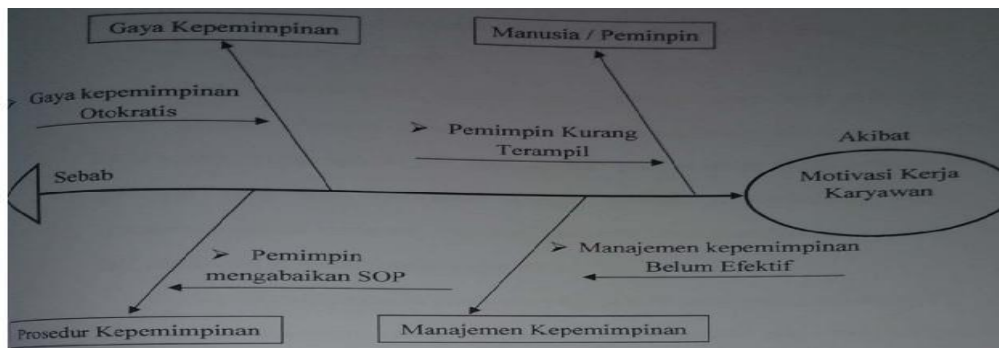 Gaya Kepemimpinan
Manusia / Peminpin
Gaya kepemimpinan
Otokratis
Pemimpin Kurang
Terampil
Akibat
Sebab
Motivasi Kerja
Karyawan
Pemimpin
mengabaikan SOP
Manajemen kepemimpinan
Belum Efektif
Prosedur Kepemimpinan
Manajemen Kepemimpinan